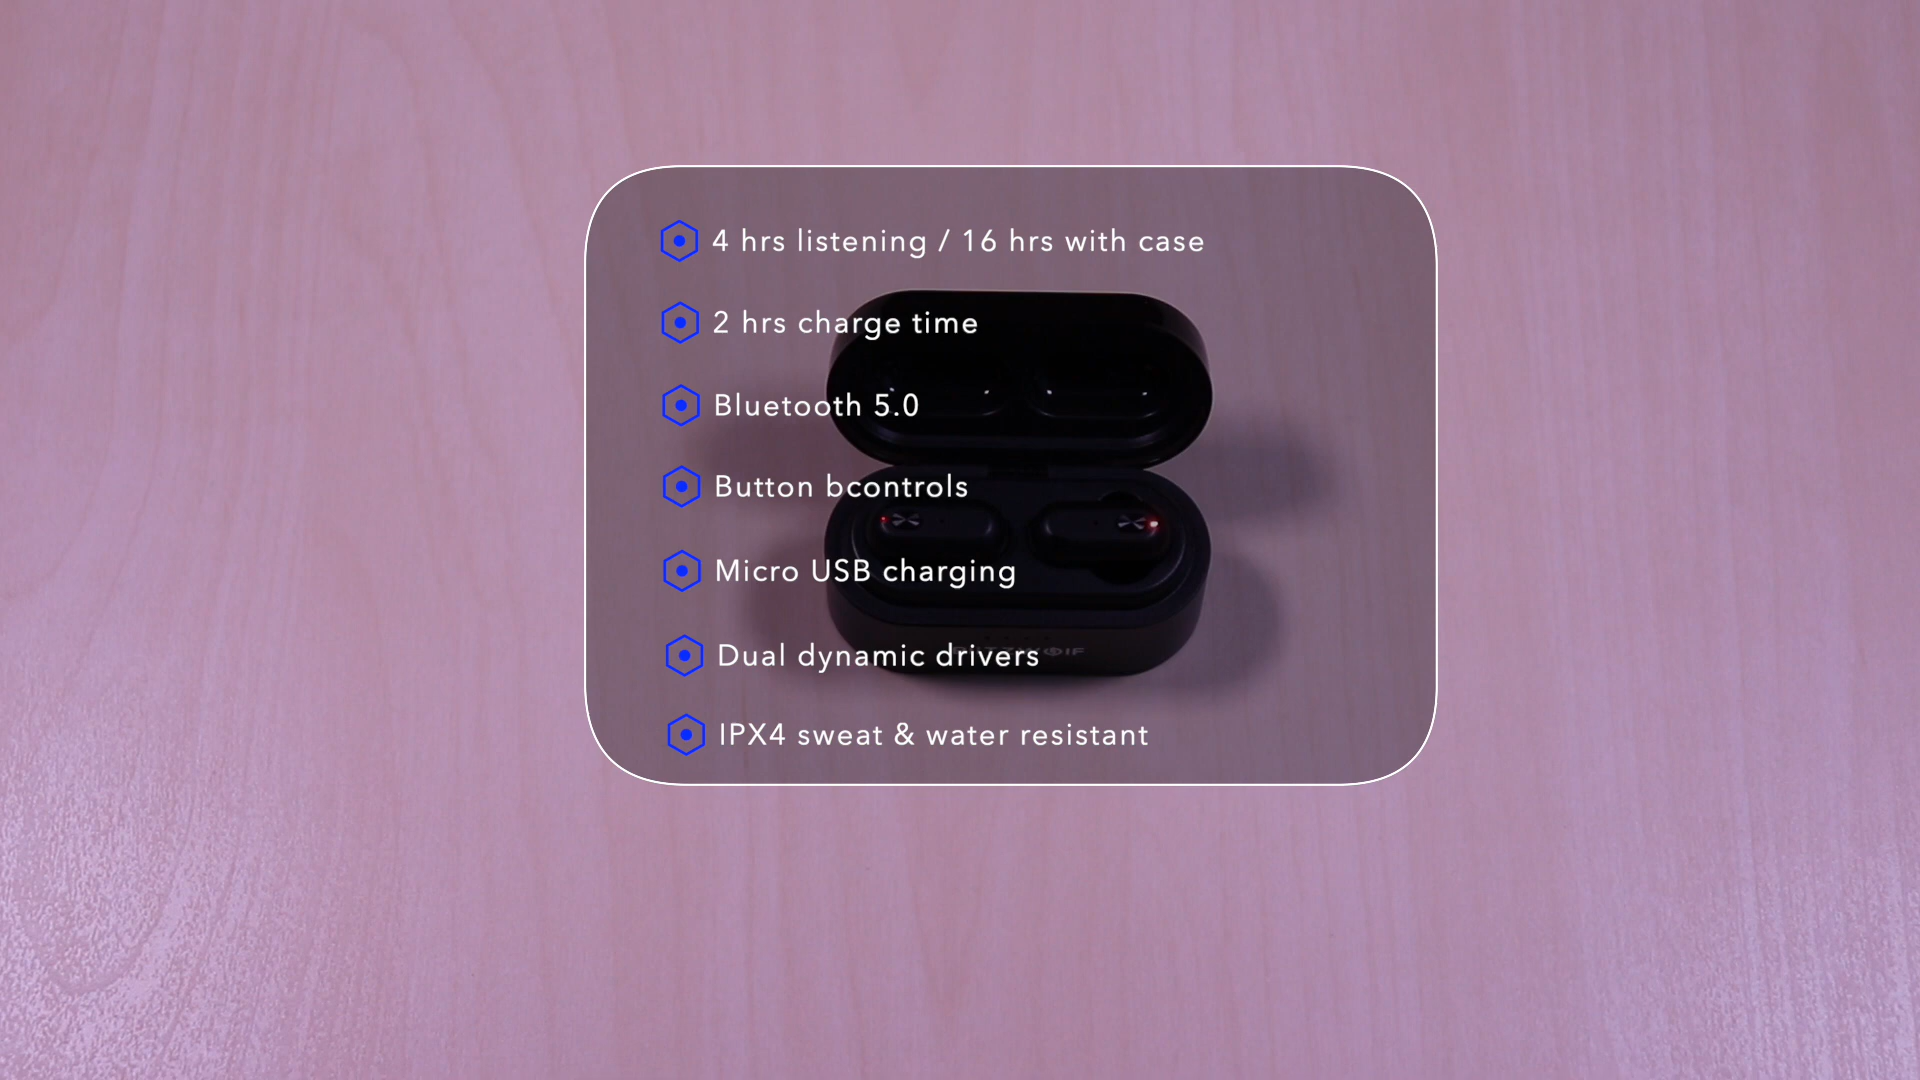 4 hrs listening / 16 hrs with case
2 hrs charge time
Bluetooth 5.0
Button bcontrols
Micro USB charging
Dual dynamic drivers
IPX4 sweat & water resistant